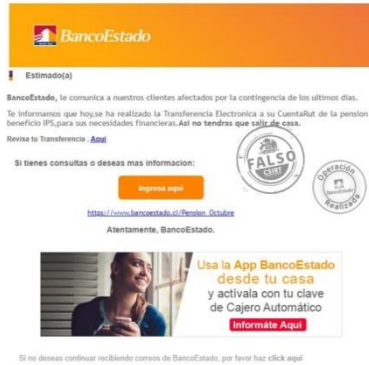 BancoEstado
Estimado(a)
BancoEstado, le comunica a nuestros clientes afectados por la contingencia de los ultimos dias.
Te informamos que hoy,se ha realizado la Transferencia Electronica a su CuentaRut de la pension
beneficio IPS,para sus necesidades financieras.Asi no tendras que salir de casa.
Revisa tu Transferencia . Aqui
FALSO
CSIRT
Operación
BancoEstado
Realizada
Si tienes consultas o deseas mas informacion:
Ingresa aqui
https://www.bancoestado.cl/Pension_Octubre
Atentamente, BancoEstado.
Usa la App BancoEstado
desde tu casa
y actívala con tu clave
de Cajero Automático
Infórmate Aquí
Si no deseas continuar recibiendo correos de BancoEstado, por favor haz click aquí